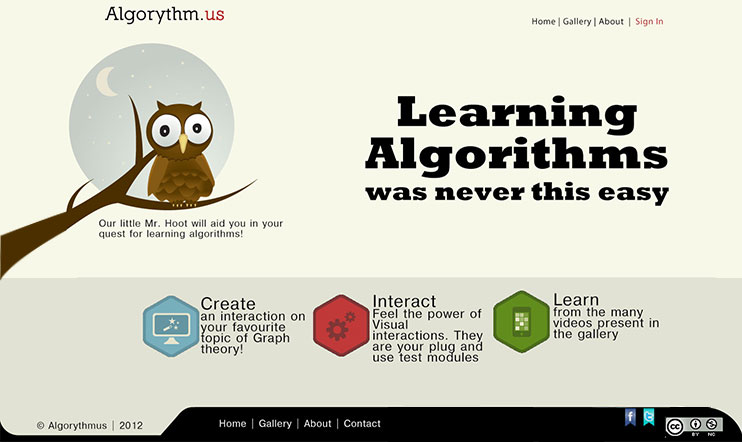 Algorythm.us
Home | Gallery | About | Sign In
Learning
Algorithms
was never this easy
Our little Mr. Hoot will aid you in your
quest for learning algorithms!
Create
an interaction on
your favourite
topic of Graph
theory!
Interact
Feel the power of
Visual
interactions. They
are your plug and
use test modules
Learn
from the many
videos present in
the gallery
© Algorythmus | 2012
Home | Gallery | About | Contact
f
t
cc
BY NC